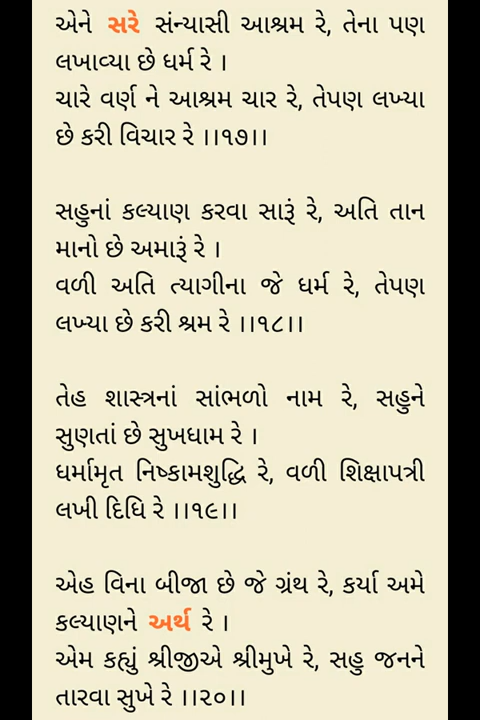 એને સરે સંન્યાસી આશ્રમ રે, તેના પણ
લખાવ્યા છે ધર્મ રે ।
ચારે વર્ણ ને આશ્રમ ચાર રે, તેપણ લખ્યા
છે કરી વિચાર રે ।।૧૭।।
સહુનાં કલ્યાણ કરવા સારૂં રે, અતિ તાન
માનો છે અમારૂં રે ।
વળી અતિ ત્યાગીના જે ધર્મ રે, તેપણ
લખ્યા છે કરી શ્રમ રે ।।૧૮।।
તેહ શાસ્ત્રનાં સાંભળો નામ રે, સહુને
સુણતાં છે સુખધામ રે ।
ધર્મામૃત નિષ્કામશુદ્ધિ રે, વળી શિક્ષાપત્રી
લખી દિધિ રે ।।૧૯।।
એહ વિના બીજા છે જે ગ્રંથ રે, કર્યા અમે
કલ્યાણને અર્થ રે ।
એમ કહ્યું શ્રીજીએ શ્રીમુખે રે, સહુ જનને
તારવા સુખે રે ।।૨૦।।